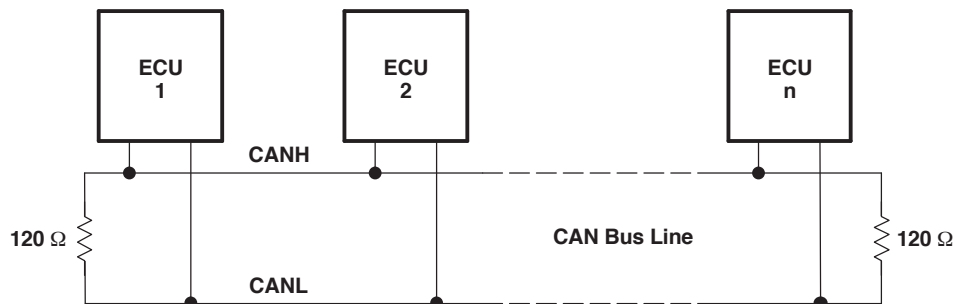 ECU
1
ECU
2
ECU
n
CANH
120 Ω
CAN Bus Line
120 Ω
CANL